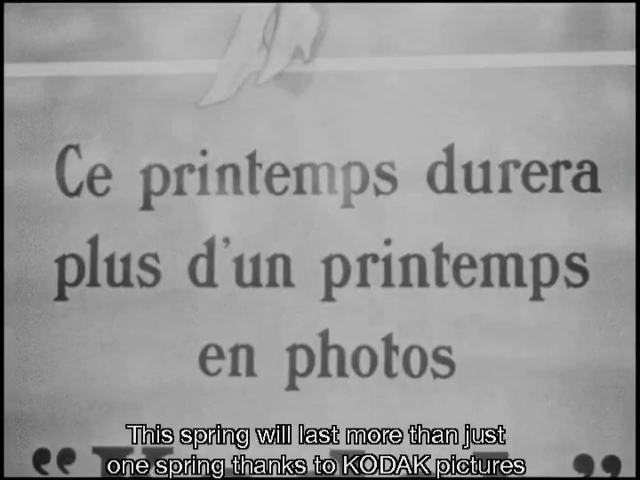 Ce printemps durera
plus d'un printemps
en photos
This spring will last more than just
one spring thanks to KODAK pictures